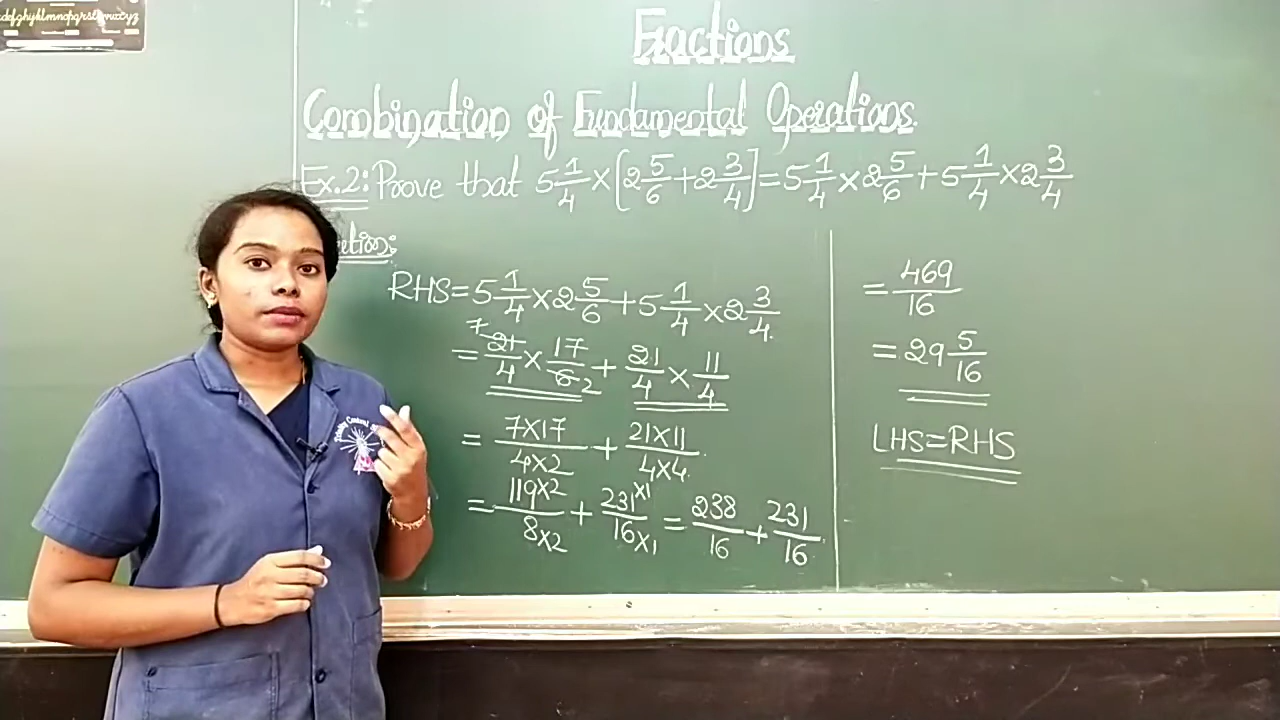 defghijklmnopqrstuvwxyz
Fractions
Combination of Fundamental Operations.
Ex.2: Prove that 5 1/4 × [2 5/6 + 2 3/4] = 5 1/4 × 2 5/6 + 5 1/4 × 2 3/4
RHS = 5 1/4 × 2 5/6 + 5 1/4 × 2 3/4
= 7 21/4 × 17/6 2 + 21/4 × 11/4
= 7×17/4×2 + 21×11/4×4
= 119×2/8×2 + 231×1/16×1 = 238/16 + 231/16
= 469/16
= 29 5/16
LHS = RHS